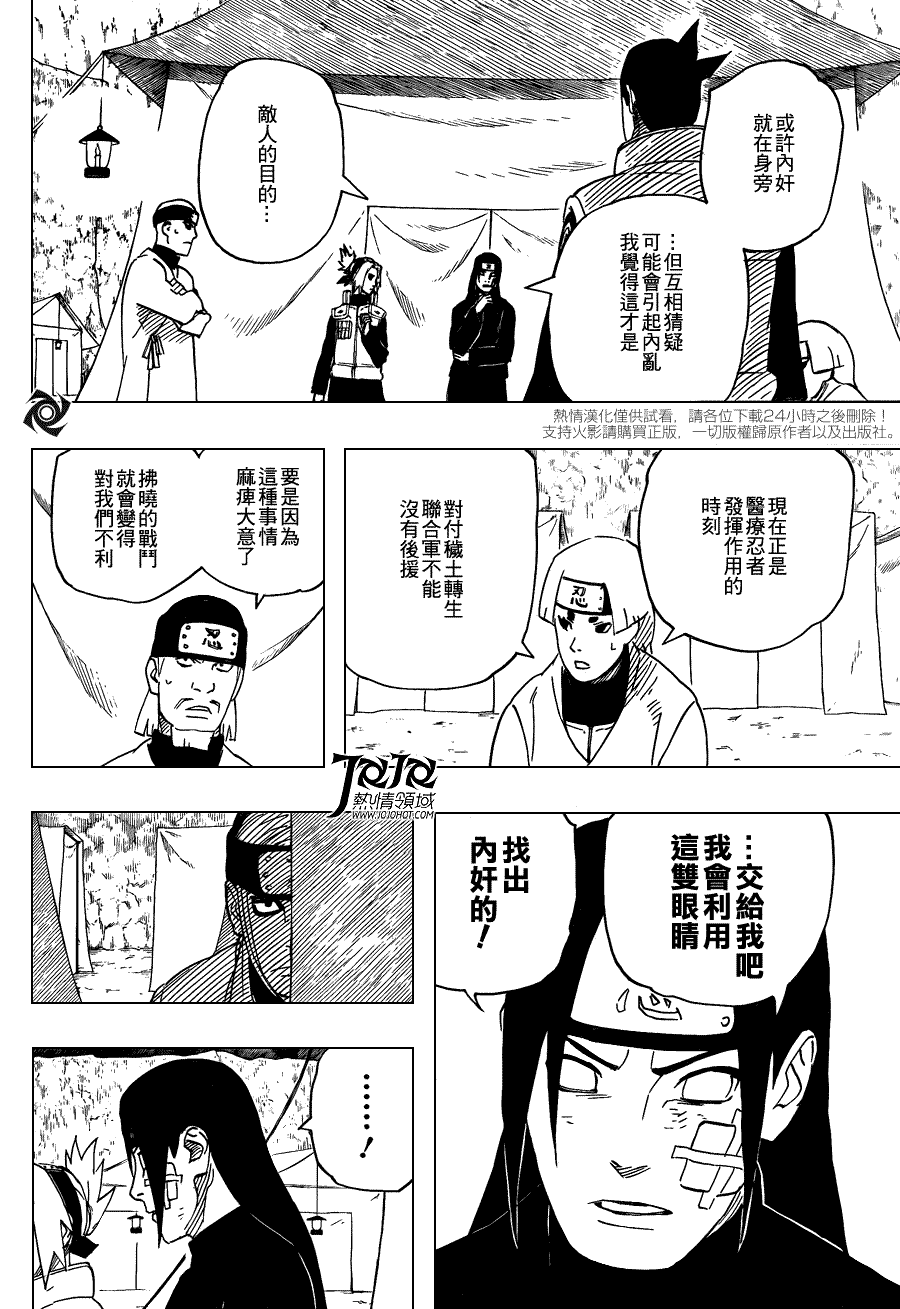 或許內奸
就在身旁
…但互相猜疑
可能會引起內亂
我覺得這才是
敵人的目的…
熱情漢化僅供試看，請各位下載24小時之後刪除！
支持火影請購買正版，一切版權歸原作者以及出版社。
現在正是
醫療忍者
發揮作用的
時刻
忍
對付穢土轉生
聯合軍不能
沒有後援
要是因為
這種事情
麻痺大意了
拂曉的戰鬥
就會變得
對我們不利
忍
JOJO
熱情領域
WWW.JOJOHOT.COM
…交給我吧
我會利用
這雙眼睛
找出
內奸的！
……！